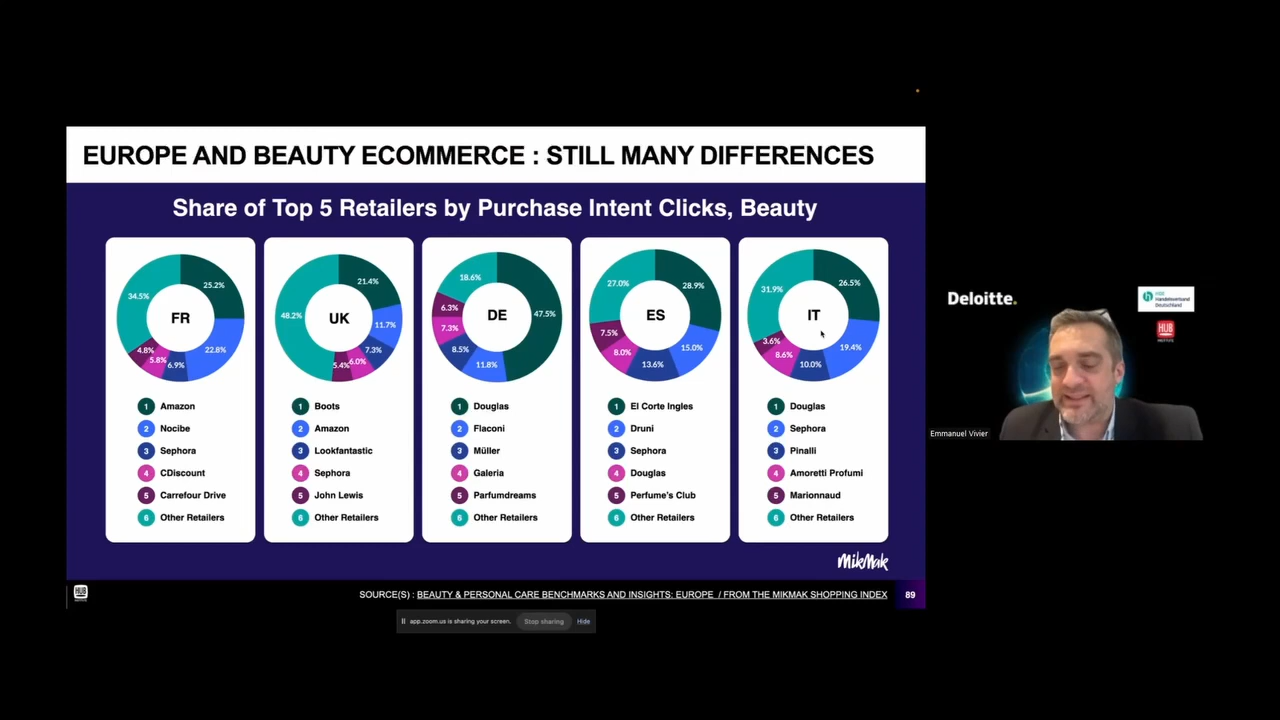 EUROPE AND BEAUTY ECOMMERCE : STILL MANY DIFFERENCES
Share of Top 5 Retailers by Purchase Intent Clicks, Beauty
FR
25.2%
22.8%
6.9%
5.8%
4.8%
34.5%
1 Amazon
2 Nocibe
3 Sephora
4 CDiscount
5 Carrefour Drive
6 Other Retailers
UK
21.4%
11.7%
7.3%
6.0%
5.4%
48.2%
1 Boots
2 Amazon
3 Lookfantastic
4 Sephora
5 John Lewis
6 Other Retailers
DE
47.5%
11.8%
8.5%
7.3%
6.3%
18.6%
1 Douglas
2 Flaconi
3 Müller
4 Galeria
5 Parfumdreams
6 Other Retailers
ES
28.9%
15.0%
13.6%
8.0%
7.5%
27.0%
1 El Corte Ingles
2 Druni
3 Sephora
4 Douglas
5 Perfume's Club
6 Other Retailers
IT
26.5%
19.4%
10.0%
8.6%
3.6%
31.9%
1 Douglas
2 Sephora
3 Pinalli
4 Amoretti Profumi
5 Marionnaud
6 Other Retailers
MikMak
HUB
SOURCE(S) : BEAUTY & PERSONAL CARE BENCHMARKS AND INSIGHTS: EUROPE / FROM THE MIKMAK SHOPPING INDEX
89
app.zoom.us is sharing your screen.
Stop sharing
Hide
Deloitte.
Handelsverband
Deutschland
HUB
INSTITUTE
Emmanuel Vivier